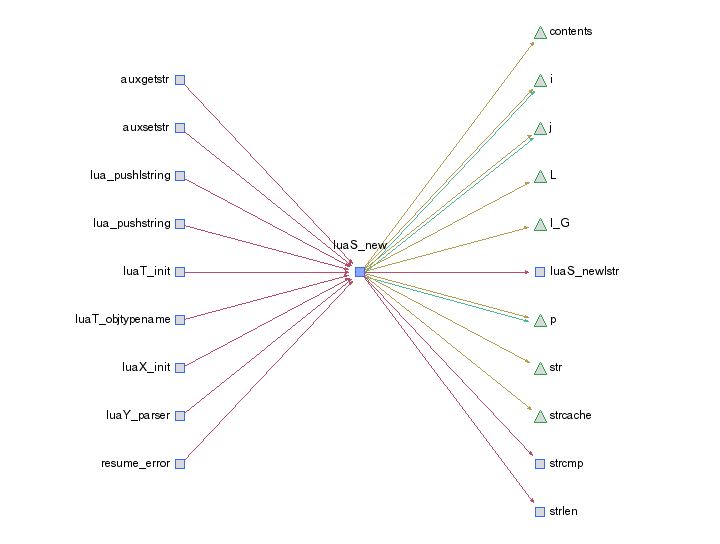 auxgetstr
auxsetstr
lua_pushlstring
lua_pushstring
luaT_init
luaT_objtypename
luaX_init
luaY_parser
resume_error
luaS_new
contents
i
j
L
l_G
luaS_newlstr
p
str
strcache
strcmp
strlen